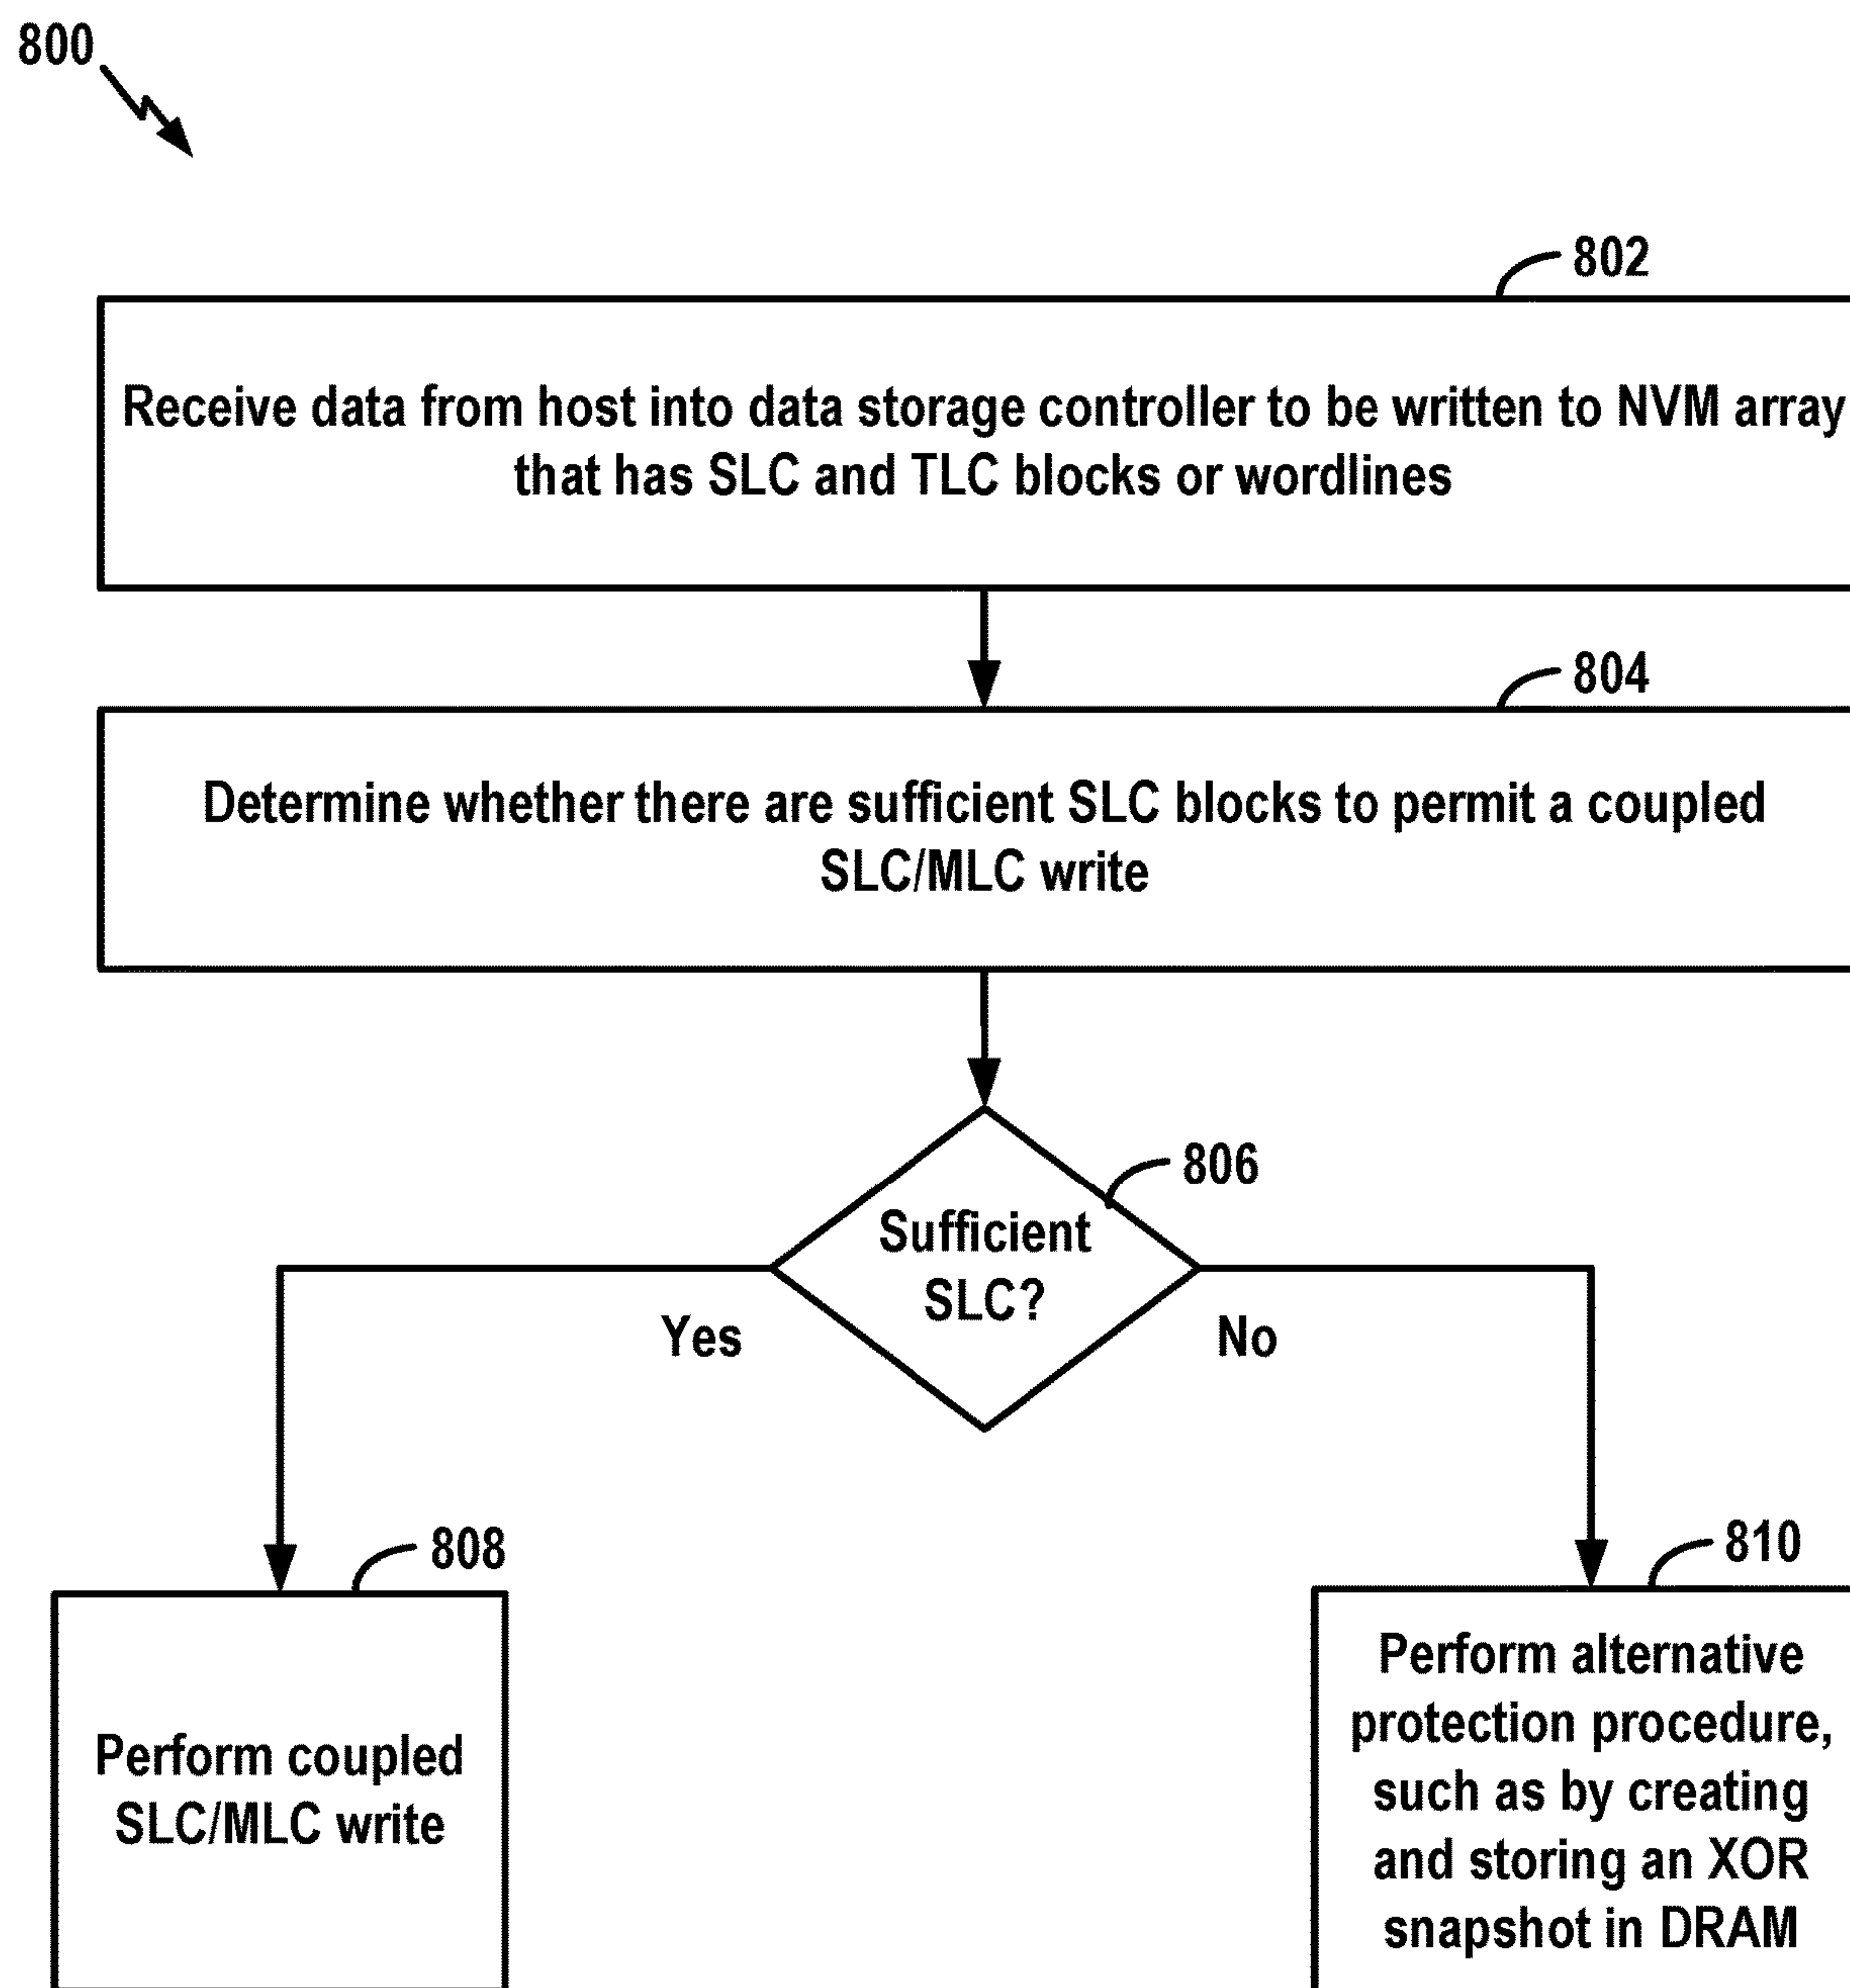 800
802
Receive data from host into data storage controller to be written to NVM array
that has SLC and TLC blocks or wordlines
804
Determine whether there are sufficient SLC blocks to permit a coupled
SLC/MLC write
806
Sufficient
SLC?
Yes
No
808
Perform coupled
SLC/MLC write
810
Perform alternative
protection procedure,
such as by creating
and storing an XOR
snapshot in DRAM